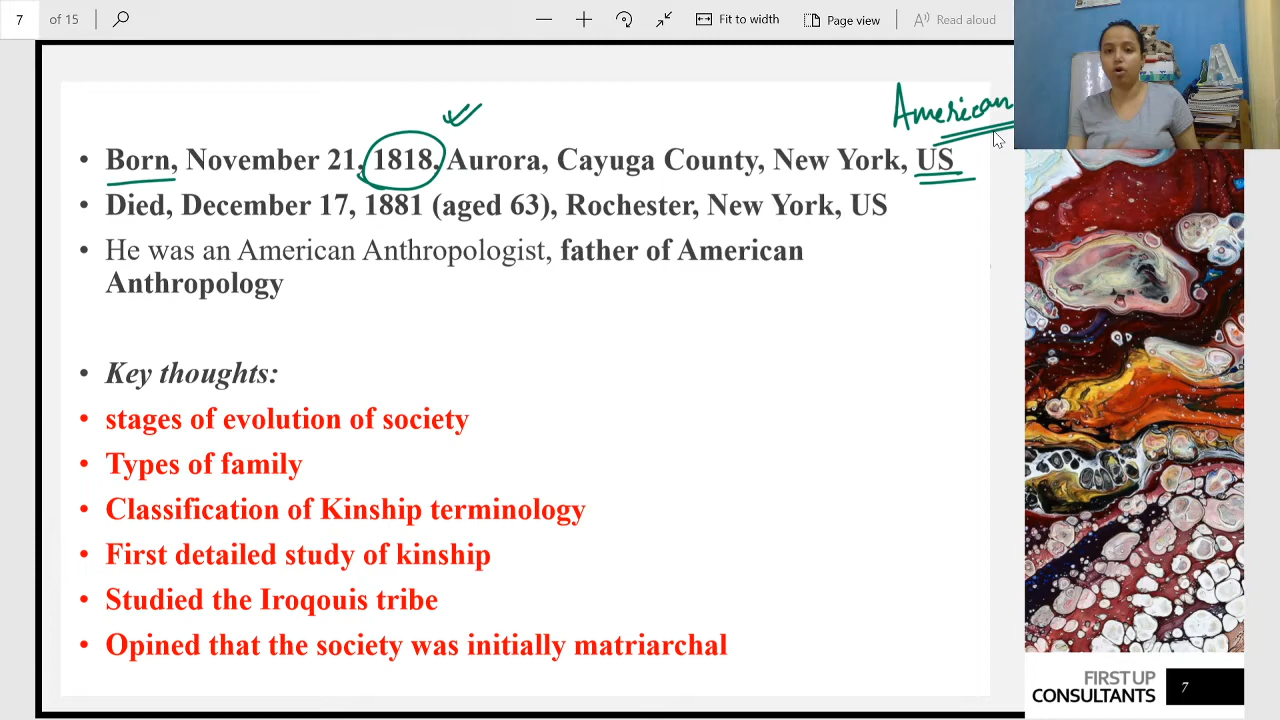 7 of 15
Fit to width
Page view
Read aloud
American
• Born, November 21, 1818, Aurora, Cayuga County, New York, US
• Died, December 17, 1881 (aged 63), Rochester, New York, US
• He was an American Anthropologist, father of American
Anthropology
• Key thoughts:
• stages of evolution of society
• Types of family
• Classification of Kinship terminology
• First detailed study of kinship
• Studied the Iroqouis tribe
• Opined that the society was initially matriarchal
FIRST UP
CONSULTANTS
7